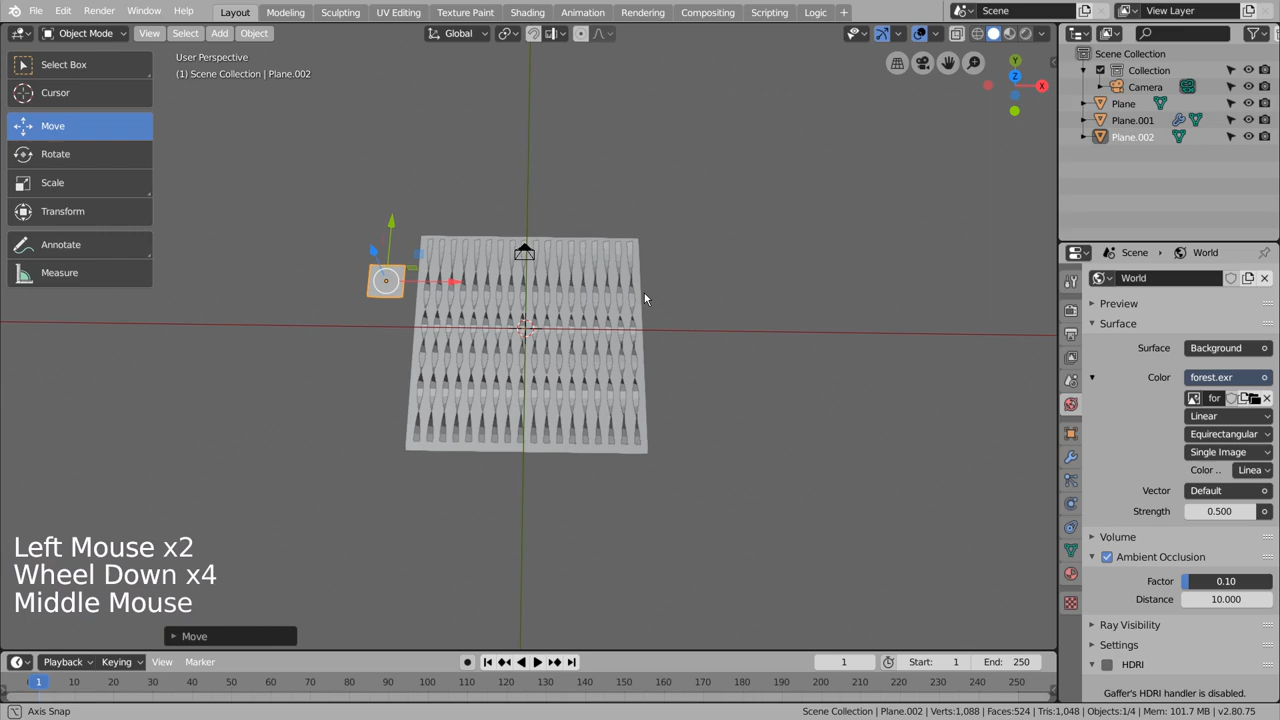 File Edit Render Window Help Layout Modeling Sculpting UV Editing Texture Paint Shading Animation Rendering Compositing Scripting Logic + Scene View Layer
Object Mode View Select Add Object Global
User Perspective
(1) Scene Collection | Plane.002
Select Box
Cursor
Move
Rotate
Scale
Transform
Annotate
Measure
Y
Z
X
Left Mouse x2
Wheel Down x4
Middle Mouse
Move
Scene Collection
Collection
Camera
Plane
Plane.001
Plane.002
Scene World
World
Preview
Surface
Surface Background
Color forest.exr
for
Linear
Equirectangular
Single Image
Color .. Linea
Vector Default
Strength 0.500
Volume
Ambient Occlusion
Factor 0.10
Distance 10.000
Ray Visibility
Settings
HDRI
Gaffer's HDRI handler is disabled.
Playback Keying View Marker 1 Start: 1 End: 250
1 10 20 30 40 50 60 70 80 90 100 110 120 130 140 150 160 170 180 190 200 210 220 230 240 250
Axis Snap Scene Collection | Plane.002 | Verts:1,088 | Faces:524 | Tris:1,048 | Objects:1/4 | Mem: 101.7 MB | v2.80.75